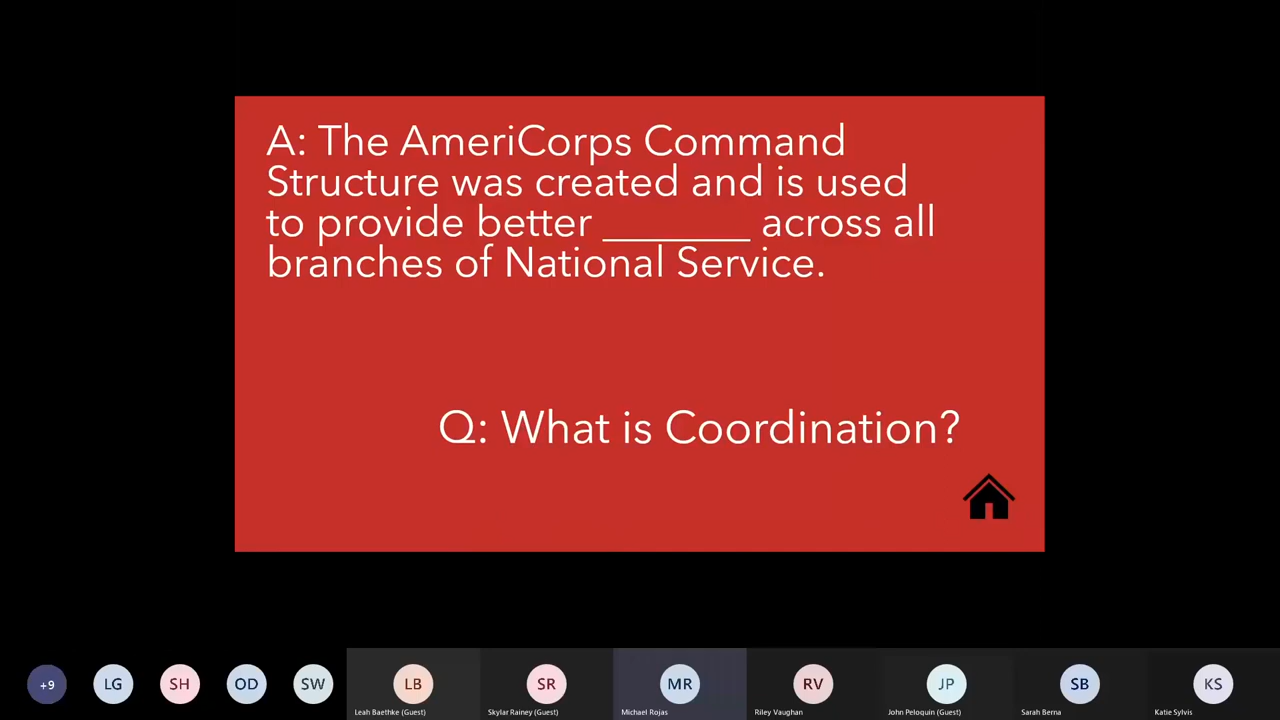 A: The AmeriCorps Command
Structure was created and is used
to provide better _______ across all
branches of National Service.
Q: What is Coordination?
+9
LG
SH
OD
SW
LB
SR
MR
RV
JP
SB
KS
Leah Baethke (Guest)
Skylar Rainey (Guest)
Michael Rojas
Riley Vaughan
John Peloquin (Guest)
Sarah Berna
Katie Sylvis